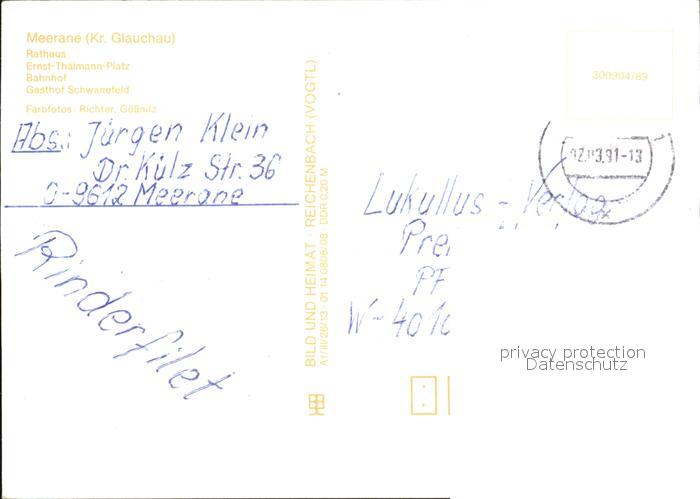 Meerane (Kr. Glauchau)
Rathaus
Ernst-Thälmann-Platz
Bahnhof
Gasthof Schwanefeld
Farbfotos: Richter, Gößnitz
Abs.: Jürgen Klein
Dr. Külz Str. 36
O-9612 Meerane
Rinderfilet
BILD UND HEIMAT · REICHENBACH (VOGTL)
A1/III/26/13 · 01 14 0806/08 · DDR 0,20 M
300904/89
02.03.91-13
Lukullus - Verlag
Prei
PF
W-40
privacy protection
Datenschutz